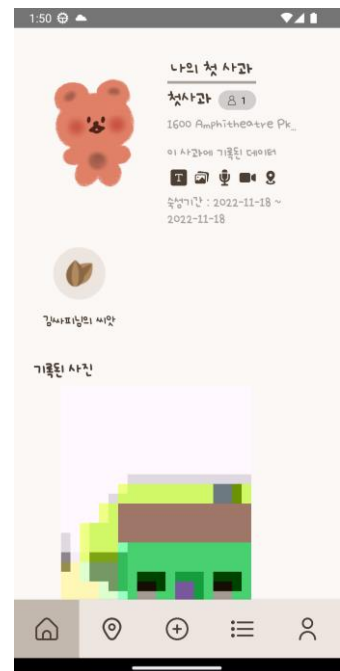 1:50
나의 첫 사과
첫사과 1
1600 Amphitheatre Pk_
이 사과에 기록된 데이터
T
숙성기간 : 2022-11-18 ~
2022-11-18
김싸피님의 씨앗
기록된 사진